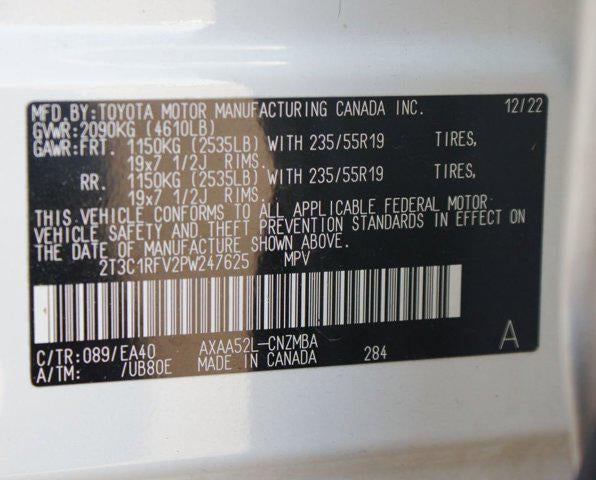 MFD. BY: TOYOTA MOTOR MANUFACTURING CANADA INC. 12/22
GVWR: 2090KG (4610LB)
GAWR: FRT. 1150KG (2535LB) WITH 235/55R19 TIRES,
19x7 1/2J RIMS.
RR. 1150KG (2535LB) WITH 235/55R19 TIRES,
19x7 1/2J RIMS.
THIS VEHICLE CONFORMS TO ALL APPLICABLE FEDERAL MOTOR
VEHICLE SAFETY AND THEFT PREVENTION STANDARDS IN EFFECT ON
THE DATE OF MANUFACTURE SHOWN ABOVE.
2T3C1RFV2PW247625 MPV
C/TR: 089/EA40 AXAA52L-CNZMBA A
A/TM: /UB80E MADE IN CANADA 284